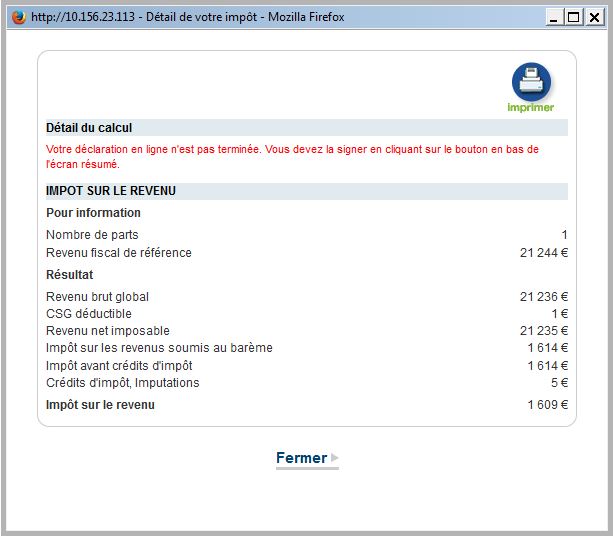 http://10.156.23.113 - Détail de votre impôt - Mozilla Firefox
imprimer
Détail du calcul
Votre déclaration en ligne n'est pas terminée. Vous devez la signer en cliquant sur le bouton en bas de
l'écran résumé.
IMPOT SUR LE REVENU
Pour information
Nombre de parts 1
Revenu fiscal de référence 21 244 €
Résultat
Revenu brut global 21 236 €
CSG déductible 1 €
Revenu net imposable 21 235 €
Impôt sur les revenus soumis au barème 1 614 €
Impôt avant crédits d'impôt 1 614 €
Crédits d'impôt, Imputations 5 €
Impôt sur le revenu 1 609 €
Fermer